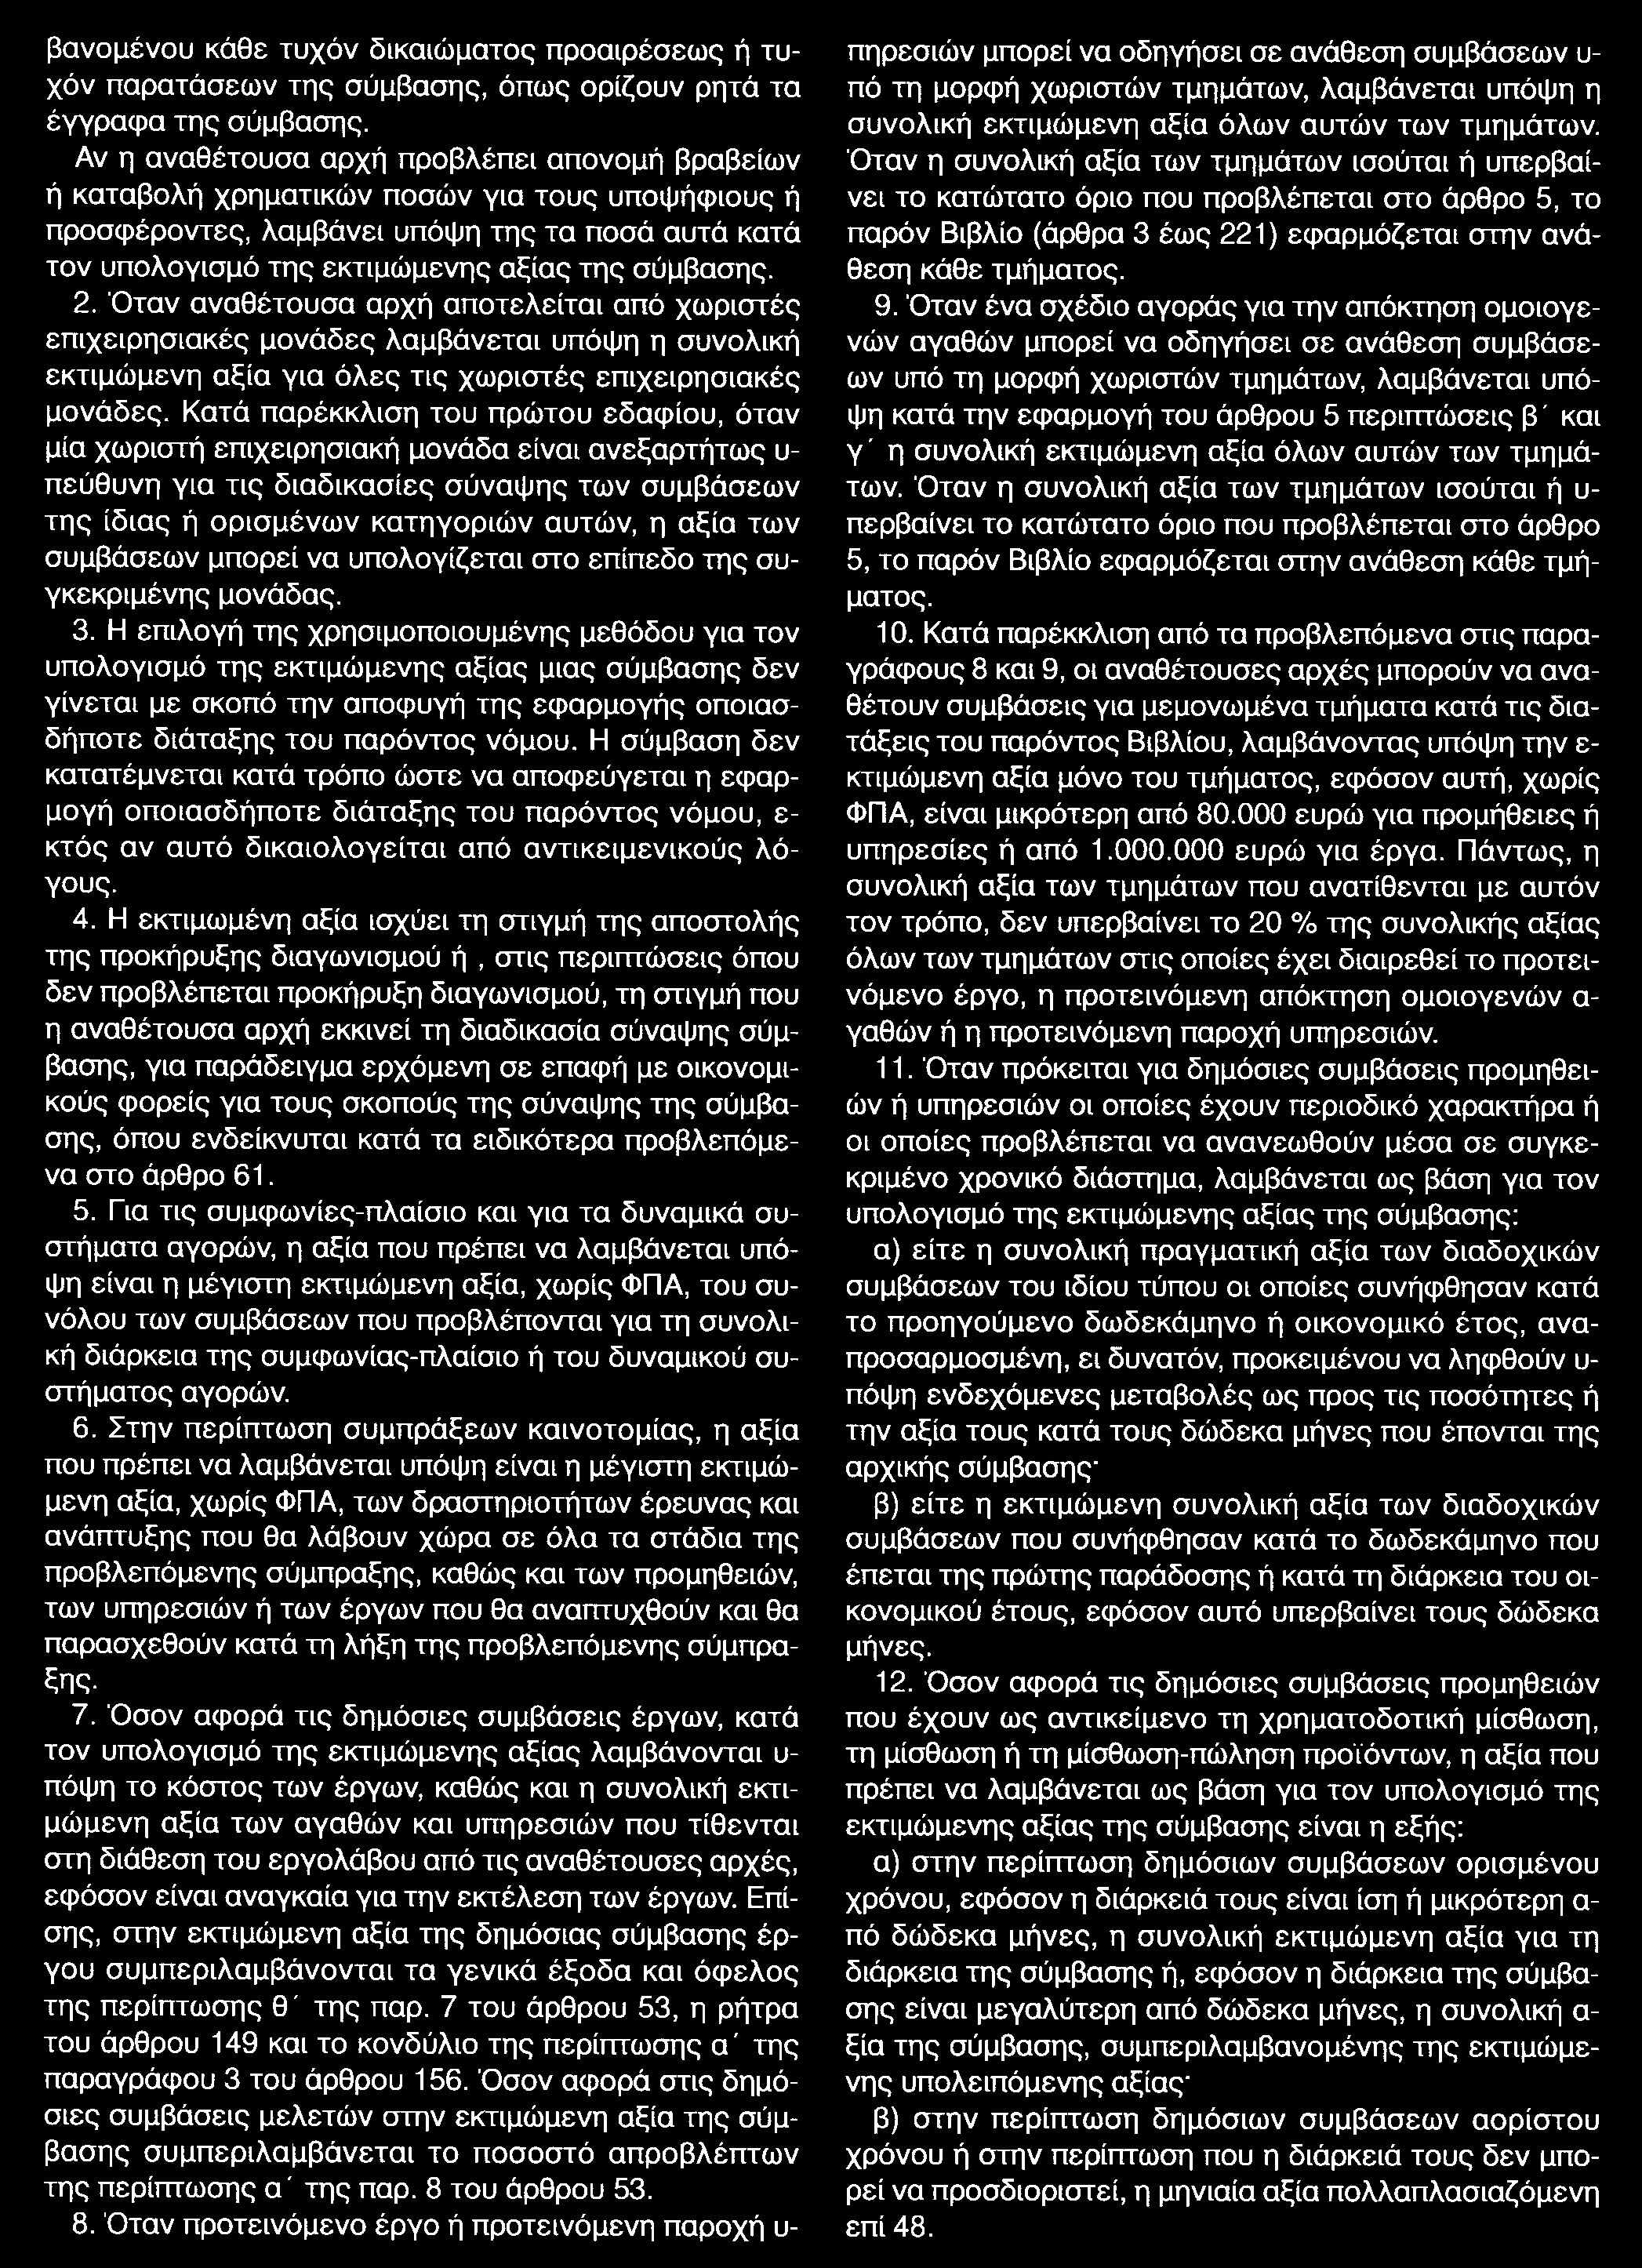 βανομένου κάθε τυχόν δικαιώματος προαιρέσεως ή τυ-
χόν παρατάσεων της σύμβασης, όπως ορίζουν ρητά τα
έγγραφα της σύμβασης.
Αν η αναθέτουσα αρχή προβλέπει απονομή βραβείων
ή καταβολή χρηματικών ποσών για τους υποψήφιους ή
προσφέροντες, λαμβάνει υπόψη της τα ποσά αυτά κατά
τον υπολογισμό της εκτιμώμενης αξίας της σύμβασης.
2. Όταν αναθέτουσα αρχή αποτελείται από χωριστές
επιχειρησιακές μονάδες λαμβάνεται υπόψη η συνολική
εκτιμώμενη αξία για όλες τις χωριστές επιχειρησιακές
μονάδες. Κατά παρέκκλιση του πρώτου εδαφίου, όταν
μία χωριστή επιχειρησιακή μονάδα είναι ανεξαρτήτως υ-
πεύθυνη για τις διαδικασίες σύναψης των συμβάσεων
της ίδιας ή ορισμένων κατηγοριών αυτών, η αξία των
συμβάσεων μπορεί να υπολογίζεται στο επίπεδο της συ-
γκεκριμένης μονάδας.
3. Η επιλογή της χρησιμοποιουμένης μεθόδου για τον
υπολογισμό της εκτιμώμενης αξίας μιας σύμβασης δεν
γίνεται με σκοπό την αποφυγή της εφαρμογής οποιασ-
δήποτε διάταξης του παρόντος νόμου. Η σύμβαση δεν
κατατέμνεται κατά τρόπο ώστε να αποφεύγεται η εφαρ-
μογή οποιασδήποτε διάταξης του παρόντος νόμου, ε-
κτός αν αυτό δικαιολογείται από αντικειμενικούς λό-
γους.
4. Η εκτιμωμένη αξία ισχύει τη στιγμή της αποστολής
της προκήρυξης διαγωνισμού ή , στις περιπτώσεις όπου
δεν προβλέπεται προκήρυξη διαγωνισμού, τη στιγμή που
η αναθέτουσα αρχή εκκινεί τη διαδικασία σύναψης σύμ-
βασης, για παράδειγμα ερχόμενη σε επαφή με οικονομι-
κούς φορείς για τους σκοπούς της σύναψης της σύμβα-
σης, όπου ενδείκνυται κατά τα ειδικότερα προβλεπόμε-
να στο άρθρο 61.
5. Για τις συμφωνίες-πλαίσιο και για τα δυναμικά συ-
στήματα αγορών, η αξία που πρέπει να λαμβάνεται υπό-
ψη είναι η μέγιστη εκτιμώμενη αξία, χωρίς ΦΠΑ, του συ-
νόλου των συμβάσεων που προβλέπονται για τη συνολι-
κή διάρκεια της συμφωνίας-πλαίσιο ή του δυναμικού συ-
στήματος αγορών.
6. Στην περίπτωση συμπράξεων καινοτομίας, η αξία
που πρέπει να λαμβάνεται υπόψη είναι η μέγιστη εκτιμώ-
μενη αξία, χωρίς ΦΠΑ, των δραστηριοτήτων έρευνας και
ανάπτυξης που θα λάβουν χώρα σε όλα τα στάδια της
προβλεπόμενης σύμπραξης, καθώς και των προμηθειών,
των υπηρεσιών ή των έργων που θα αναπτυχθούν και θα
παρασχεθούν κατά τη λήξη της προβλεπόμενης σύμπρα-
ξης.
7. Όσον αφορά τις δημόσιες συμβάσεις έργων, κατά
τον υπολογισμό της εκτιμώμενης αξίας λαμβάνονται υ-
πόψη το κόστος των έργων, καθώς και η συνολική εκτι-
μώμενη αξία των αγαθών και υπηρεσιών που τίθενται
στη διάθεση του εργολάβου από τις αναθέτουσες αρχές,
εφόσον είναι αναγκαία για την εκτέλεση των έργων. Επί-
σης, στην εκτιμώμενη αξία της δημόσιας σύμβασης έρ-
γου συμπεριλαμβάνονται τα γενικά έξοδα και όφελος
της περίπτωσης θ΄ της παρ. 7 του άρθρου 53, η ρήτρα
του άρθρου 149 και το κονδύλιο της περίπτωσης α΄ της
παραγράφου 3 του άρθρου 156. Όσον αφορά στις δημό-
σιες συμβάσεις μελετών στην εκτιμώμενη αξία της σύμ-
βασης συμπεριλαμβάνεται το ποσοστό απροβλέπτων
της περίπτωσης α΄ της παρ. 8 του άρθρου 53.
8. Όταν προτεινόμενο έργο ή προτεινόμενη παροχή υ-
πηρεσιών μπορεί να οδηγήσει σε ανάθεση συμβάσεων υ-
πό τη μορφή χωριστών τμημάτων, λαμβάνεται υπόψη η
συνολική εκτιμώμενη αξία όλων αυτών των τμημάτων.
Όταν η συνολική αξία των τμημάτων ισούται ή υπερβαί-
νει το κατώτατο όριο που προβλέπεται στο άρθρο 5, το
παρόν Βιβλίο (άρθρα 3 έως 221) εφαρμόζεται στην ανά-
θεση κάθε τμήματος.
9. Όταν ένα σχέδιο αγοράς για την απόκτηση ομοιογε-
νών αγαθών μπορεί να οδηγήσει σε ανάθεση συμβάσε-
ων υπό τη μορφή χωριστών τμημάτων, λαμβάνεται υπό-
ψη κατά την εφαρμογή του άρθρου 5 περιπτώσεις β΄ και
γ΄ η συνολική εκτιμώμενη αξία όλων αυτών των τμημά-
των. Όταν η συνολική αξία των τμημάτων ισούται ή υ-
περβαίνει το κατώτατο όριο που προβλέπεται στο άρθρο
5, το παρόν Βιβλίο εφαρμόζεται στην ανάθεση κάθε τμή-
ματος.
10. Κατά παρέκκλιση από τα προβλεπόμενα στις παρα-
γράφους 8 και 9, οι αναθέτουσες αρχές μπορούν να ανα-
θέτουν συμβάσεις για μεμονωμένα τμήματα κατά τις δια-
τάξεις του παρόντος Βιβλίου, λαμβάνοντας υπόψη την ε-
κτιμώμενη αξία μόνο του τμήματος, εφόσον αυτή, χωρίς
ΦΠΑ, είναι μικρότερη από 80.000 ευρώ για προμήθειες ή
υπηρεσίες ή από 1.000.000 ευρώ για έργα. Πάντως, η
συνολική αξία των τμημάτων που ανατίθενται με αυτόν
τον τρόπο, δεν υπερβαίνει το 20 % της συνολικής αξίας
όλων των τμημάτων στις οποίες έχει διαιρεθεί το προτει-
νόμενο έργο, η προτεινόμενη απόκτηση ομοιογενών α-
γαθών ή η προτεινόμενη παροχή υπηρεσιών.
11. Όταν πρόκειται για δημόσιες συμβάσεις προμηθει-
ών ή υπηρεσιών οι οποίες έχουν περιοδικό χαρακτήρα ή
οι οποίες προβλέπεται να ανανεωθούν μέσα σε συγκε-
κριμένο χρονικό διάστημα, λαμβάνεται ως βάση για τον
υπολογισμό της εκτιμώμενης αξίας της σύμβασης:
α) είτε η συνολική πραγματική αξία των διαδοχικών
συμβάσεων του ιδίου τύπου οι οποίες συνήφθησαν κατά
το προηγούμενο δωδεκάμηνο ή οικονομικό έτος, ανα-
προσαρμοσμένη, ει δυνατόν, προκειμένου να ληφθούν υ-
πόψη ενδεχόμενες μεταβολές ως προς τις ποσότητες ή
την αξία τους κατά τους δώδεκα μήνες που έπονται της
αρχικής σύμβασης·
β) είτε η εκτιμώμενη συνολική αξία των διαδοχικών
συμβάσεων που συνήφθησαν κατά το δωδεκάμηνο που
έπεται της πρώτης παράδοσης ή κατά τη διάρκεια του οι-
κονομικού έτους, εφόσον αυτό υπερβαίνει τους δώδεκα
μήνες.
12. Όσον αφορά τις δημόσιες συμβάσεις προμηθειών
που έχουν ως αντικείμενο τη χρηματοδοτική μίσθωση,
τη μίσθωση ή τη μίσθωση-πώληση προϊόντων, η αξία που
πρέπει να λαμβάνεται ως βάση για τον υπολογισμό της
εκτιμώμενης αξίας της σύμβασης είναι η εξής:
α) στην περίπτωση δημόσιων συμβάσεων ορισμένου
χρόνου, εφόσον η διάρκειά τους είναι ίση ή μικρότερη α-
πό δώδεκα μήνες, η συνολική εκτιμώμενη αξία για τη
διάρκεια της σύμβασης ή, εφόσον η διάρκεια της σύμβα-
σης είναι μεγαλύτερη από δώδεκα μήνες, η συνολική α-
ξία της σύμβασης, συμπεριλαμβανομένης της εκτιμώμε-
νης υπολειπόμενης αξίας·
β) στην περίπτωση δημόσιων συμβάσεων αορίστου
χρόνου ή στην περίπτωση που η διάρκειά τους δεν μπο-
ρεί να προσδιοριστεί, η μηνιαία αξία πολλαπλασιαζόμενη
επί 48.